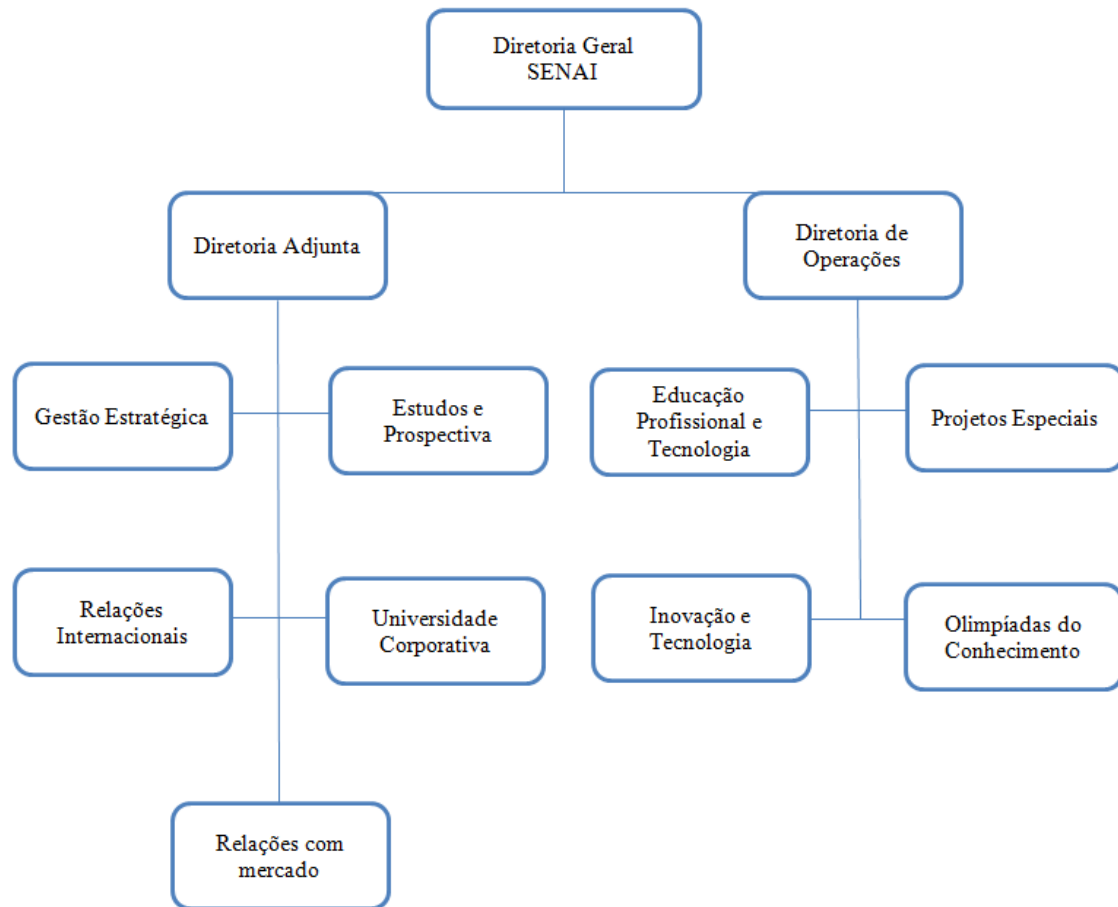 Diretoria Geral
SENAI
Diretoria Adjunta
Diretoria de
Operações
Gestão Estratégica
Estudos e
Prospectiva
Educação
Profissional e
Tecnologia
Projetos Especiais
Relações
Internacionais
Universidade
Corporativa
Inovação e
Tecnologia
Olimpíadas do
Conhecimento
Relações com
mercado